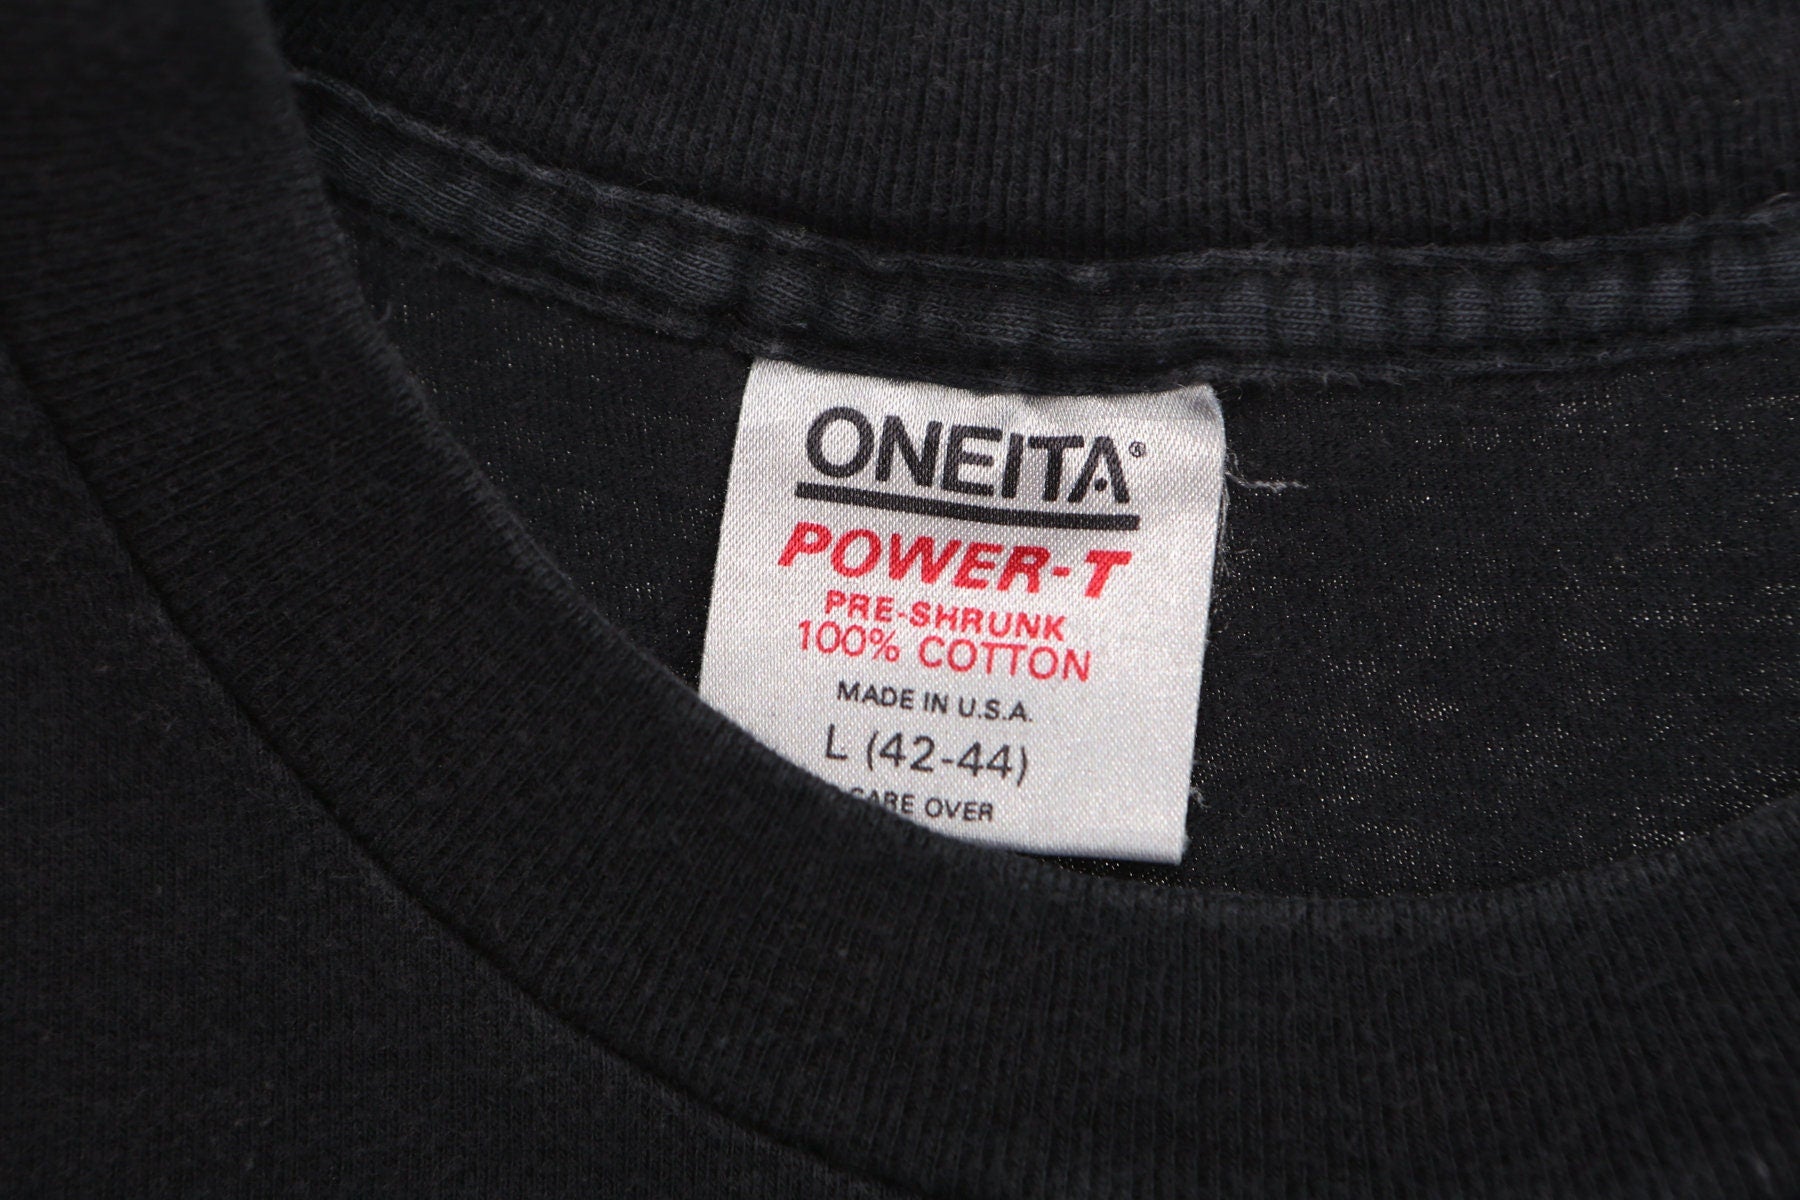 ONEITA®
POWER-T
PRE-SHRUNK
100% COTTON
MADE IN U.S.A.
L (42-44)
CARE OVER